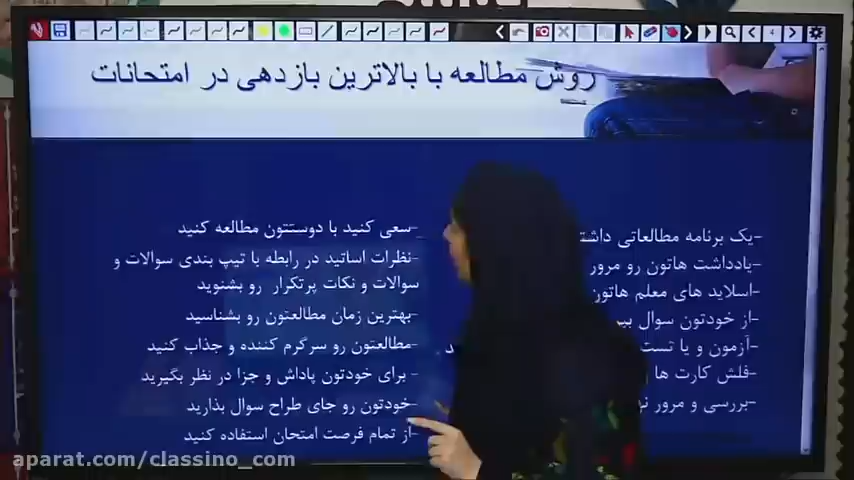 روش مطالعه با بالاترین بازدهی در امتحانات
-یک برنامه مطالعاتی
-یادداشت هاتون رو مرور
-اسلاید های معلم هاتون
-از خودتون سوال
-آزمون و یا تست
-فلش کارت ها
-بررسی و مرور
-سعی کنید با دوستتون مطالعه کنید
-نظرات اساتید در رابطه با تیپ بندی سوالات و
سوالات و نکات پرتکرار رو بشنوید
-بهترین زمان مطالعتون رو بشناسید
-مطالعتون رو سرگرم کننده و جذاب کنید
- برای خودتون پاداش و جزا در نظر بگیرید
-خودتون رو جای طراح سوال بذارید
-از تمام فرصت امتحان استفاده کنید
aparat.com/classino_com